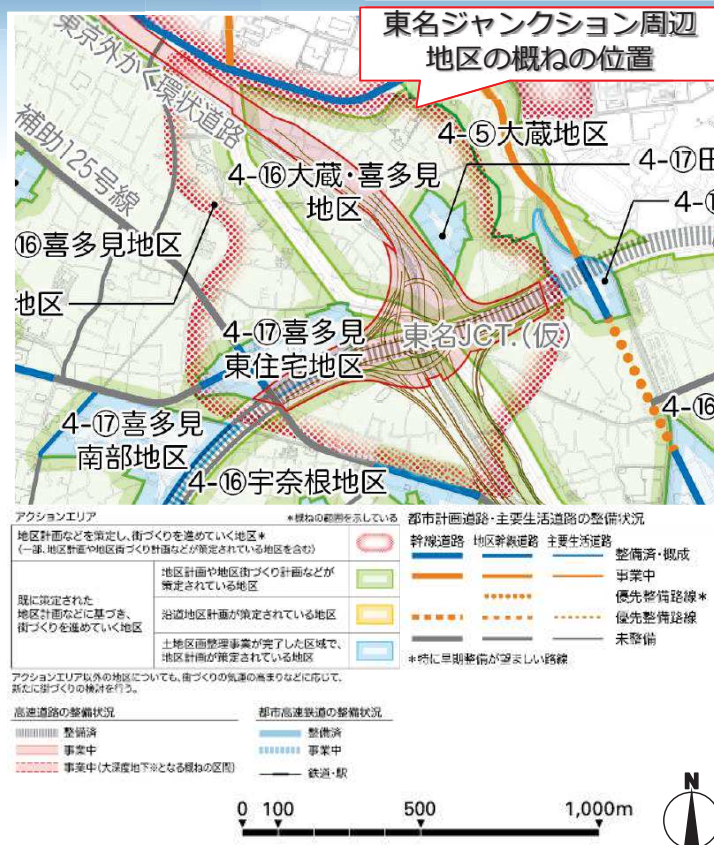 東名ジャンクション周辺
地区の概ねの位置
東京外かく環状道路
補助125号線
4-⑤大蔵地区
4-⑯大蔵・喜多見
地区
4-⑰田
4-⑰
⑯喜多見地区
地区
4-⑰喜多見
東住宅地区
東名JCT.(仮)
4-⑰喜多見
南部地区
4-⑯宇奈根地区
4-⑯
アクションエリア
*概ねの範囲を示している
地区計画などを策定し、街づくりを進めていく地区*
(一部、地区計画や地区街づくり計画などが策定されている地区を含む)
既に策定された
地区計画などに基づき、
街づくりを進めていく地区
地区計画や地区街づくり計画などが
策定されている地区
沿道地区計画が策定されている地区
土地区画整理事業が完了した区域で、
地区計画が策定されている地区
アクションエリア以外の地区についても、街づくりの気運の高まりなどに応じて、
新たに街づくりの検討を行う。
都市計画道路・主要生活道路の整備状況
幹線道路 地区幹線道路 主要生活道路
整備済・概成
事業中
優先整備路線*
優先整備路線
未整備
*特に早期整備が望ましい路線
高速道路の整備状況
整備済
事業中
事業中(大深度地下※となる概ねの区間)
都市高速鉄道の整備状況
整備済
事業中
鉄道・駅
0 100 500 1,000m
N